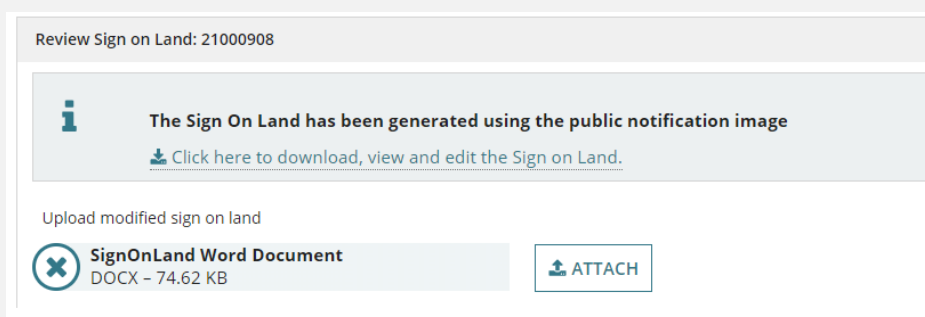 Review Sign on Land: 21000908
The Sign On Land has been generated using the public notification image
Click here to download, view and edit the Sign on Land.
Upload modified sign on land
SignOnLand Word Document
DOCX – 74.62 KB
ATTACH